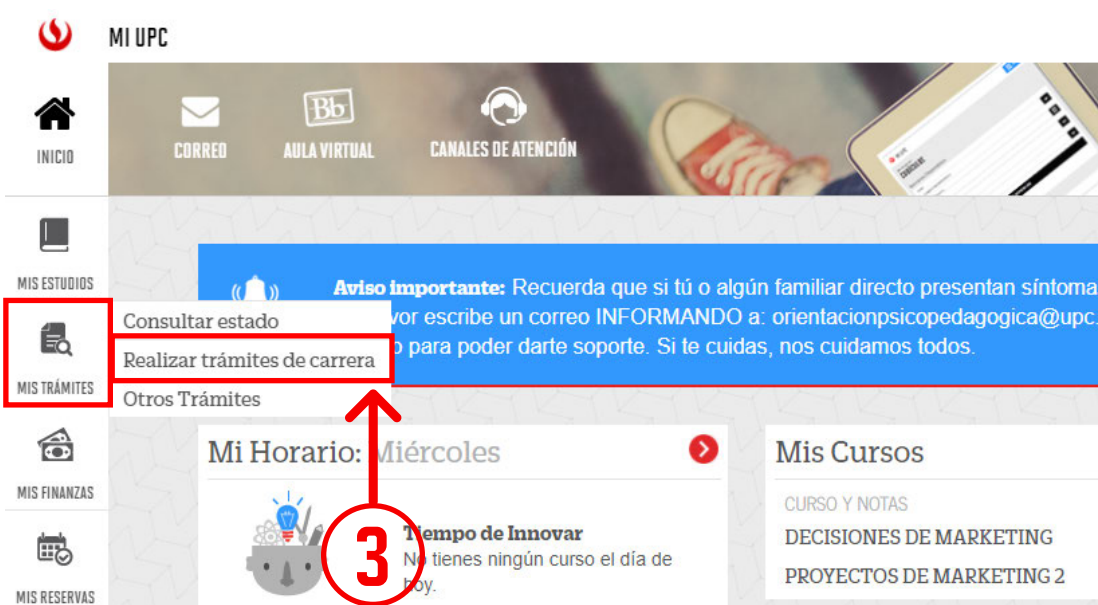 MI UPC
INICIO
CORREO
Bb
AULA VIRTUAL
CANALES DE ATENCIÓN
MIS ESTUDIOS
MIS TRÁMITES
MIS FINANZAS
MIS RESERVAS
Aviso importante: Recuerda que si tú o algún familiar directo presentan síntoma
vor escribe un correo INFORMANDO a: orientacionpsicopedagogica@upc.
para poder darte soporte. Si te cuidas, nos cuidamos todos.
Consultar estado
Realizar trámites de carrera
Otros Trámites
Mi Horario: Miércoles
Tiempo de Innovar
No tienes ningún curso el día de
hoy.
3
Mis Cursos
CURSO Y NOTAS
DECISIONES DE MARKETING
PROYECTOS DE MARKETING 2